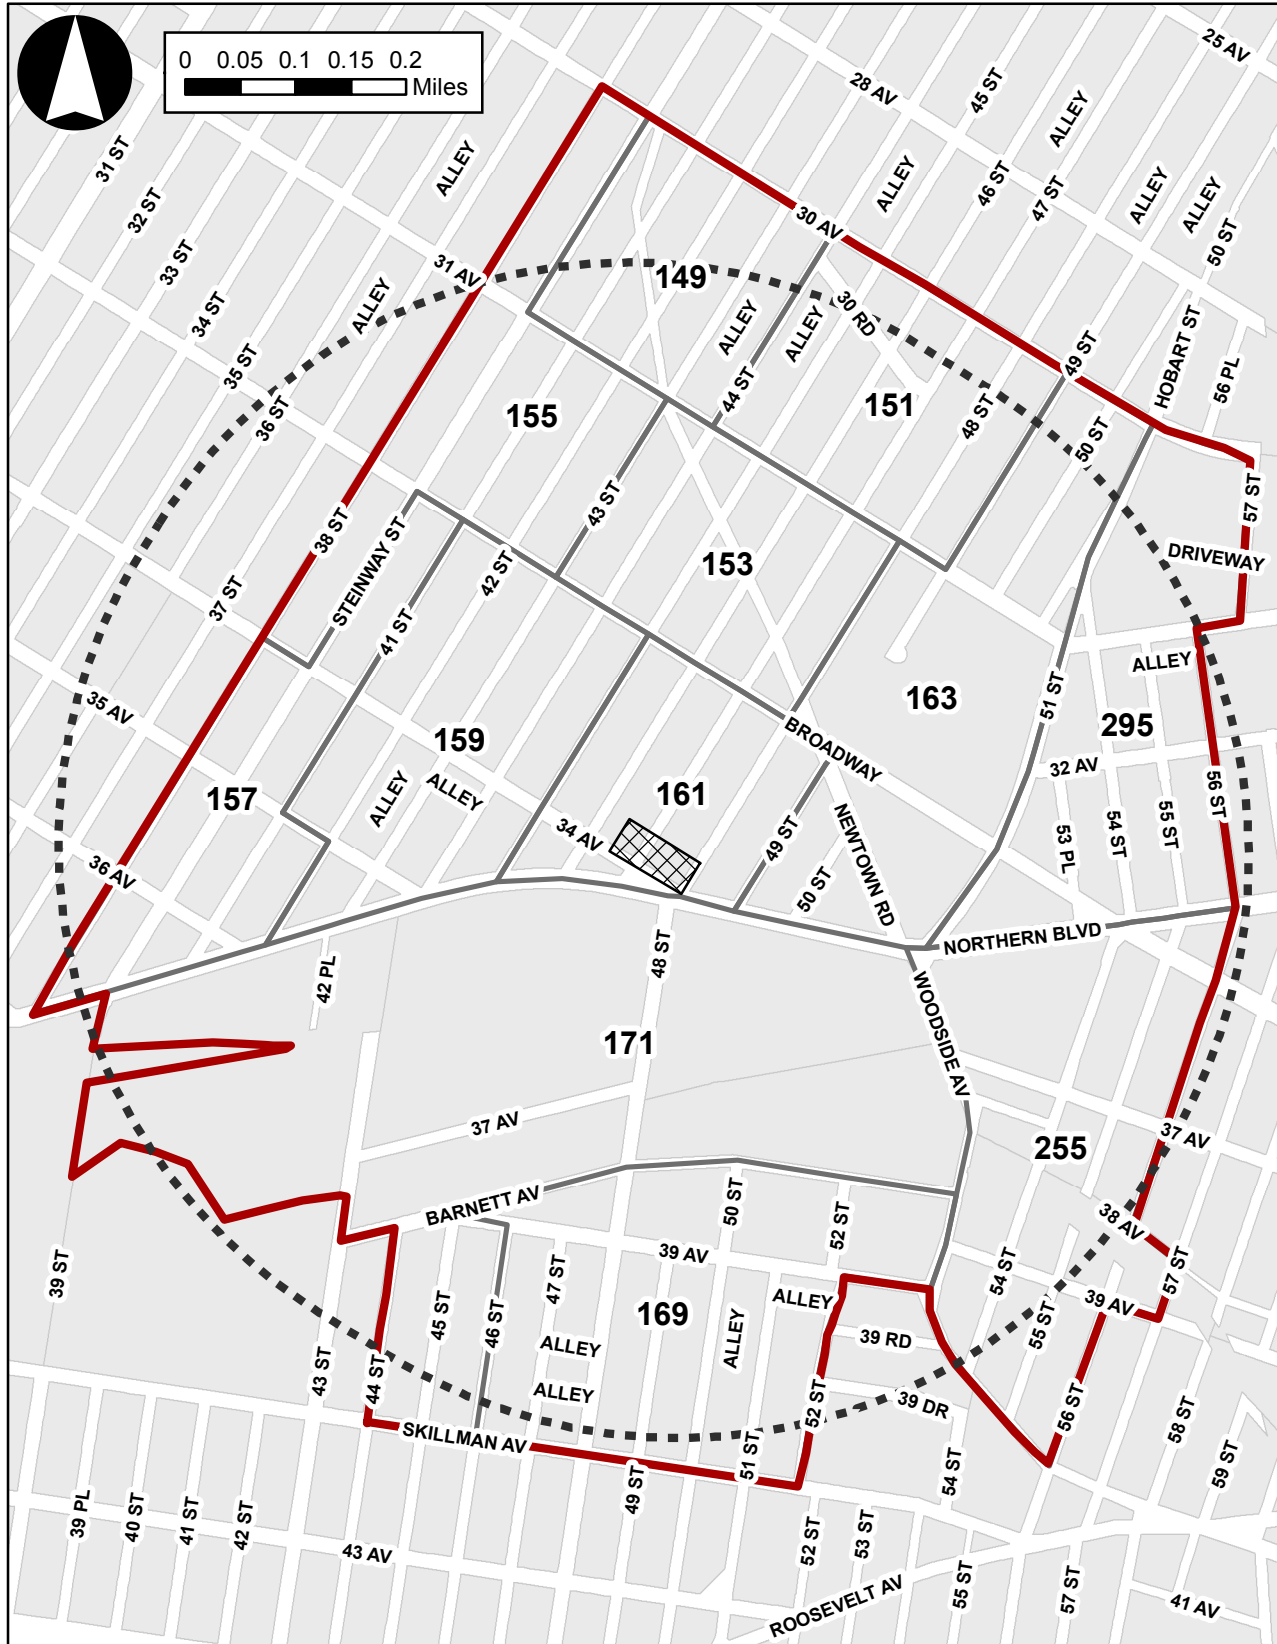 25 AV
0 0.05 0.1 0.15 0.2
Miles
28 AV
45 ST
ALLEY
31 ST
ALLEY
ALLEY
46 ST
47 ST
ALLEY
ALLEY
32 ST
30 AV
50 ST
33 ST
31 AV
149
ALLEY
34 ST
30 RD
ALLEY
ALLEY
35 ST
49 ST
HOBART ST
56 PL
44 ST
151
36 ST
155
48 ST
50 ST
43 ST
57 ST
38 ST
STEINWAY ST
42 ST
153
DRIVEWAY
37 ST
41 ST
ALLEY
35 AV
163
51 ST
295
159
BROADWAY
32 AV
157
ALLEY
ALLEY
161
56 ST
34 AV
49 ST
NEWTOWN RD
53 PL
54 ST
55 ST
36 AV
50 ST
NORTHERN BLVD
48 ST
42 PL
WOODSIDE AV
171
37 AV
37 AV
255
BARNETT AV
50 ST
52 ST
38 AV
39 AV
39 ST
47 ST
54 ST
57 ST
45 ST
46 ST
169
ALLEY
39 AV
ALLEY
ALLEY
39 RD
55 ST
43 ST
44 ST
ALLEY
52 ST
39 DR
56 ST
58 ST
SKILLMAN AV
51 ST
59 ST
49 ST
54 ST
39 PL
40 ST
41 ST
42 ST
43 AV
52 ST
53 ST
55 ST
57 ST
ROOSEVELT AV
41 AV